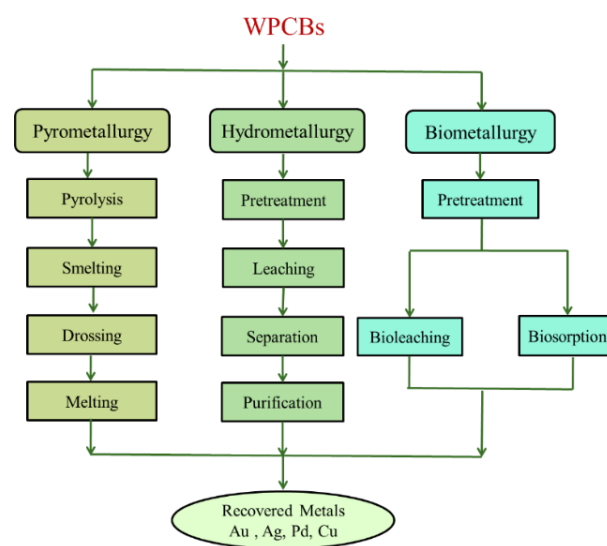 WPCBs
Pyrometallurgy
Hydrometallurgy
Biometallurgy
Pyrolysis
Pretreatment
Pretreatment
Smelting
Leaching
Drossing
Separation
Bioleaching
Biosorption
Melting
Purification
Recovered Metals
Au , Ag, Pd, Cu